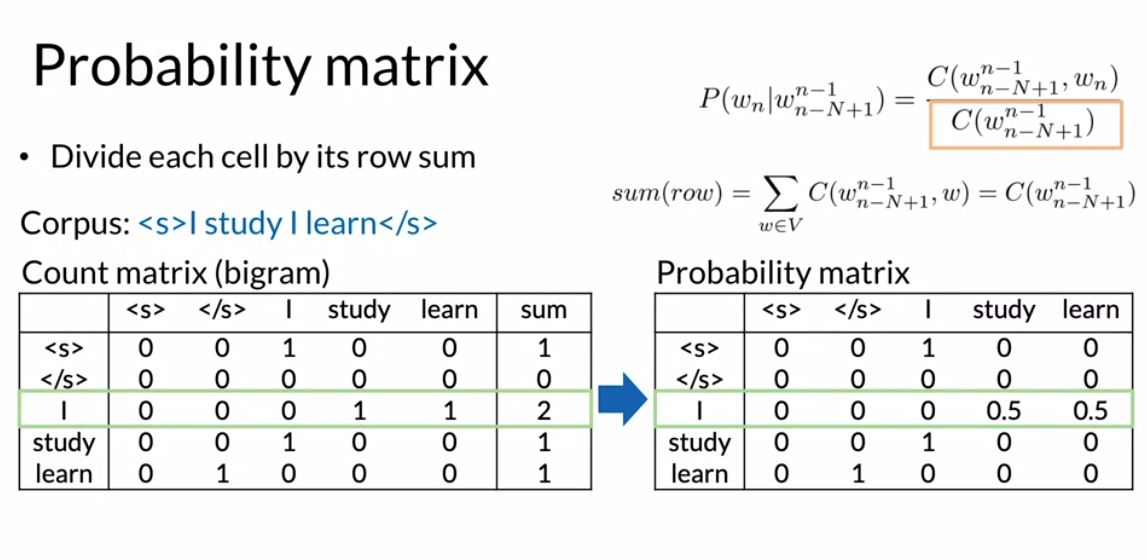 Probability matrix
P(w_n|w_{n-N+1}^{n-1}) = C(w_{n-N+1}^{n-1}, w_n) / C(w_{n-N+1}^{n-1})
• Divide each cell by its row sum
sum(row) = ∑_{w∈V} C(w_{n-N+1}^{n-1}, w) = C(w_{n-N+1}^{n-1})
Corpus: <s>I study I learn</s>
Count matrix (bigram)
<s> </s> I study learn sum
<s> 0 0 1 0 0 1
</s> 0 0 0 0 0 0
I 0 0 0 1 1 2
study 0 0 1 0 0 1
learn 0 1 0 0 0 1
Probability matrix
<s> </s> I study learn
<s> 0 0 1 0 0
</s> 0 0 0 0 0
I 0 0 0 0.5 0.5
study 0 0 1 0 0
learn 0 1 0 0 0